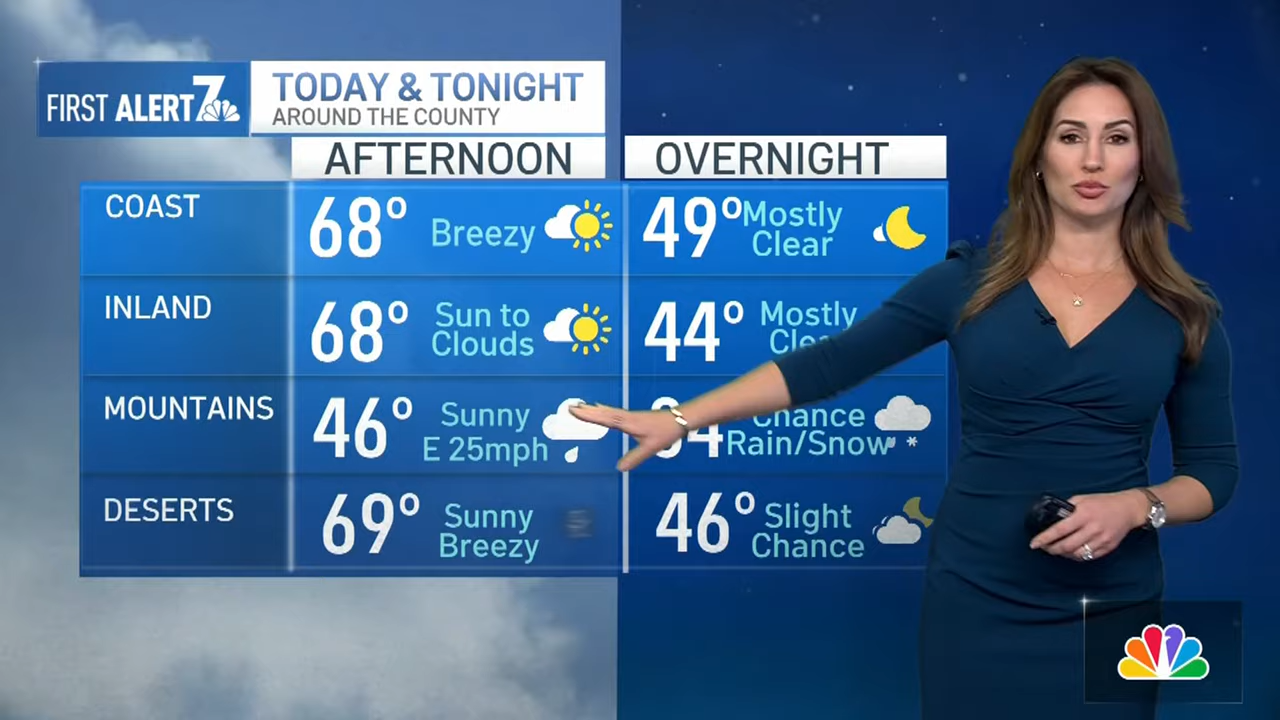 FIRST ALERT 7
TODAY & TONIGHT
AROUND THE COUNTY
AFTERNOON
OVERNIGHT
COAST
68° Breezy
49° Mostly
Clear
INLAND
68° Sun to
Clouds
44° Mostly
MOUNTAINS
46° Sunny
E 25mph
Chance
Rain/Snow
DESERTS
69° Sunny
Breezy
46° Slight
Chance